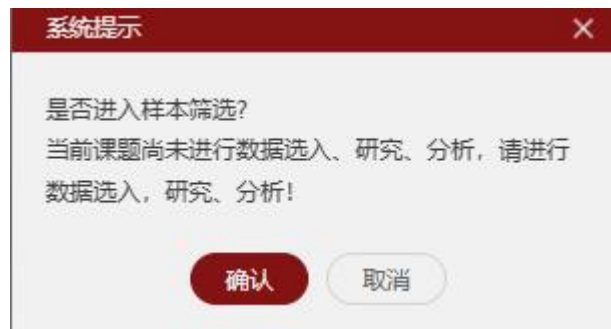 系统提示
是否进入样本筛选?
当前课题尚未进行数据选入、研究、分析，请进行
数据选入，研究、分析!
确认
取消